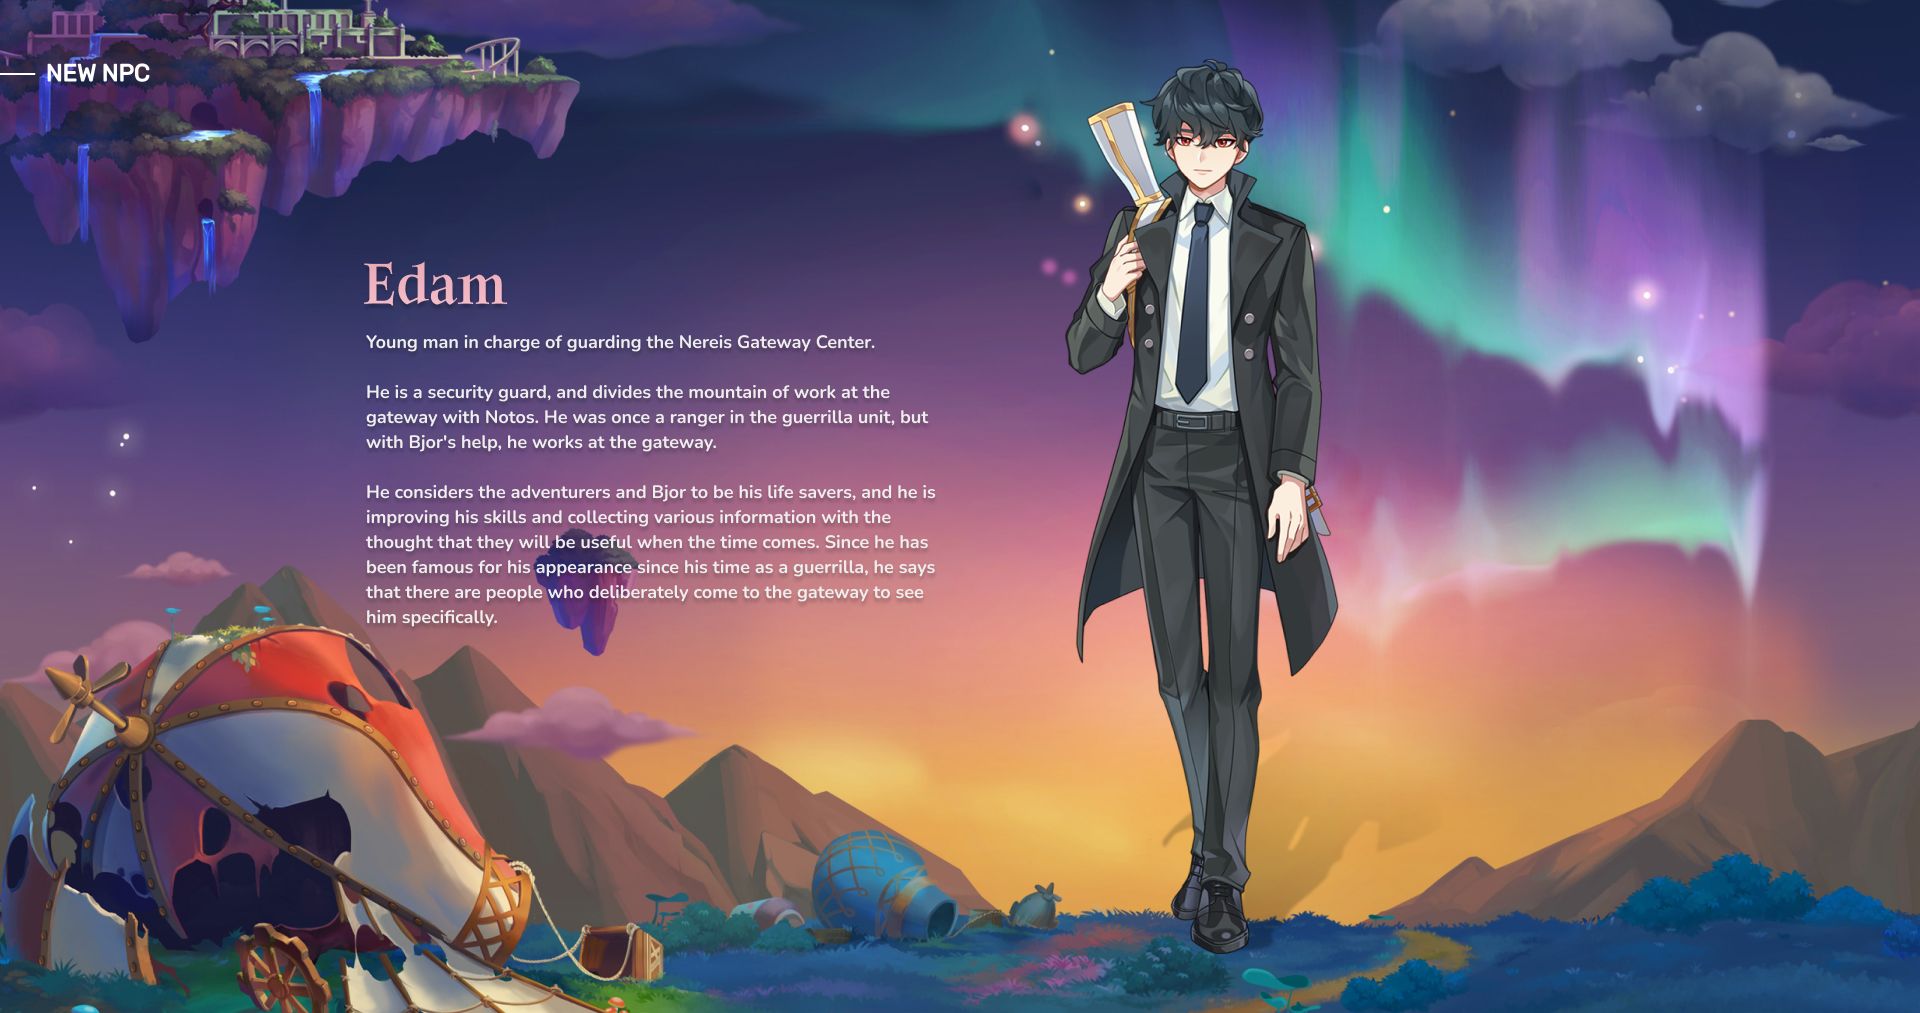 NEW NPC
Edam
Young man in charge of guarding the Nereis Gateway Center.
He is a security guard, and divides the mountain of work at the
gateway with Notos. He was once a ranger in the guerrilla unit, but
with Bjor's help, he works at the gateway.
He considers the adventurers and Bjor to be his life savers, and he is
improving his skills and collecting various information with the
thought that they will be useful when the time comes. Since he has
been famous for his appearance since his time as a guerrilla, he says
that there are people who deliberately come to the gateway to see
him specifically.